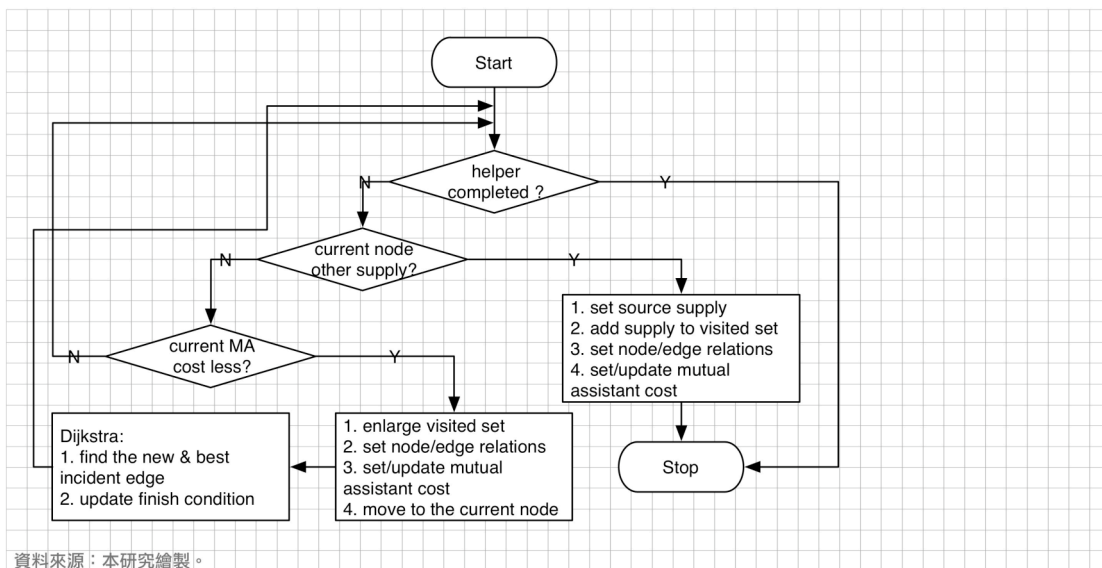 Start
helper
completed ?
N
Y
current node
other supply?
N
Y
1. set source supply
2. add supply to visited set
3. set node/edge relations
4. set/update mutual
assistant cost
current MA
cost less?
N
Y
Dijkstra:
1. find the new & best
incident edge
2. update finish condition
1. enlarge visited set
2. set node/edge relations
3. set/update mutual
assistant cost
4. move to the current node
Stop
資料來源：本研究繪製。